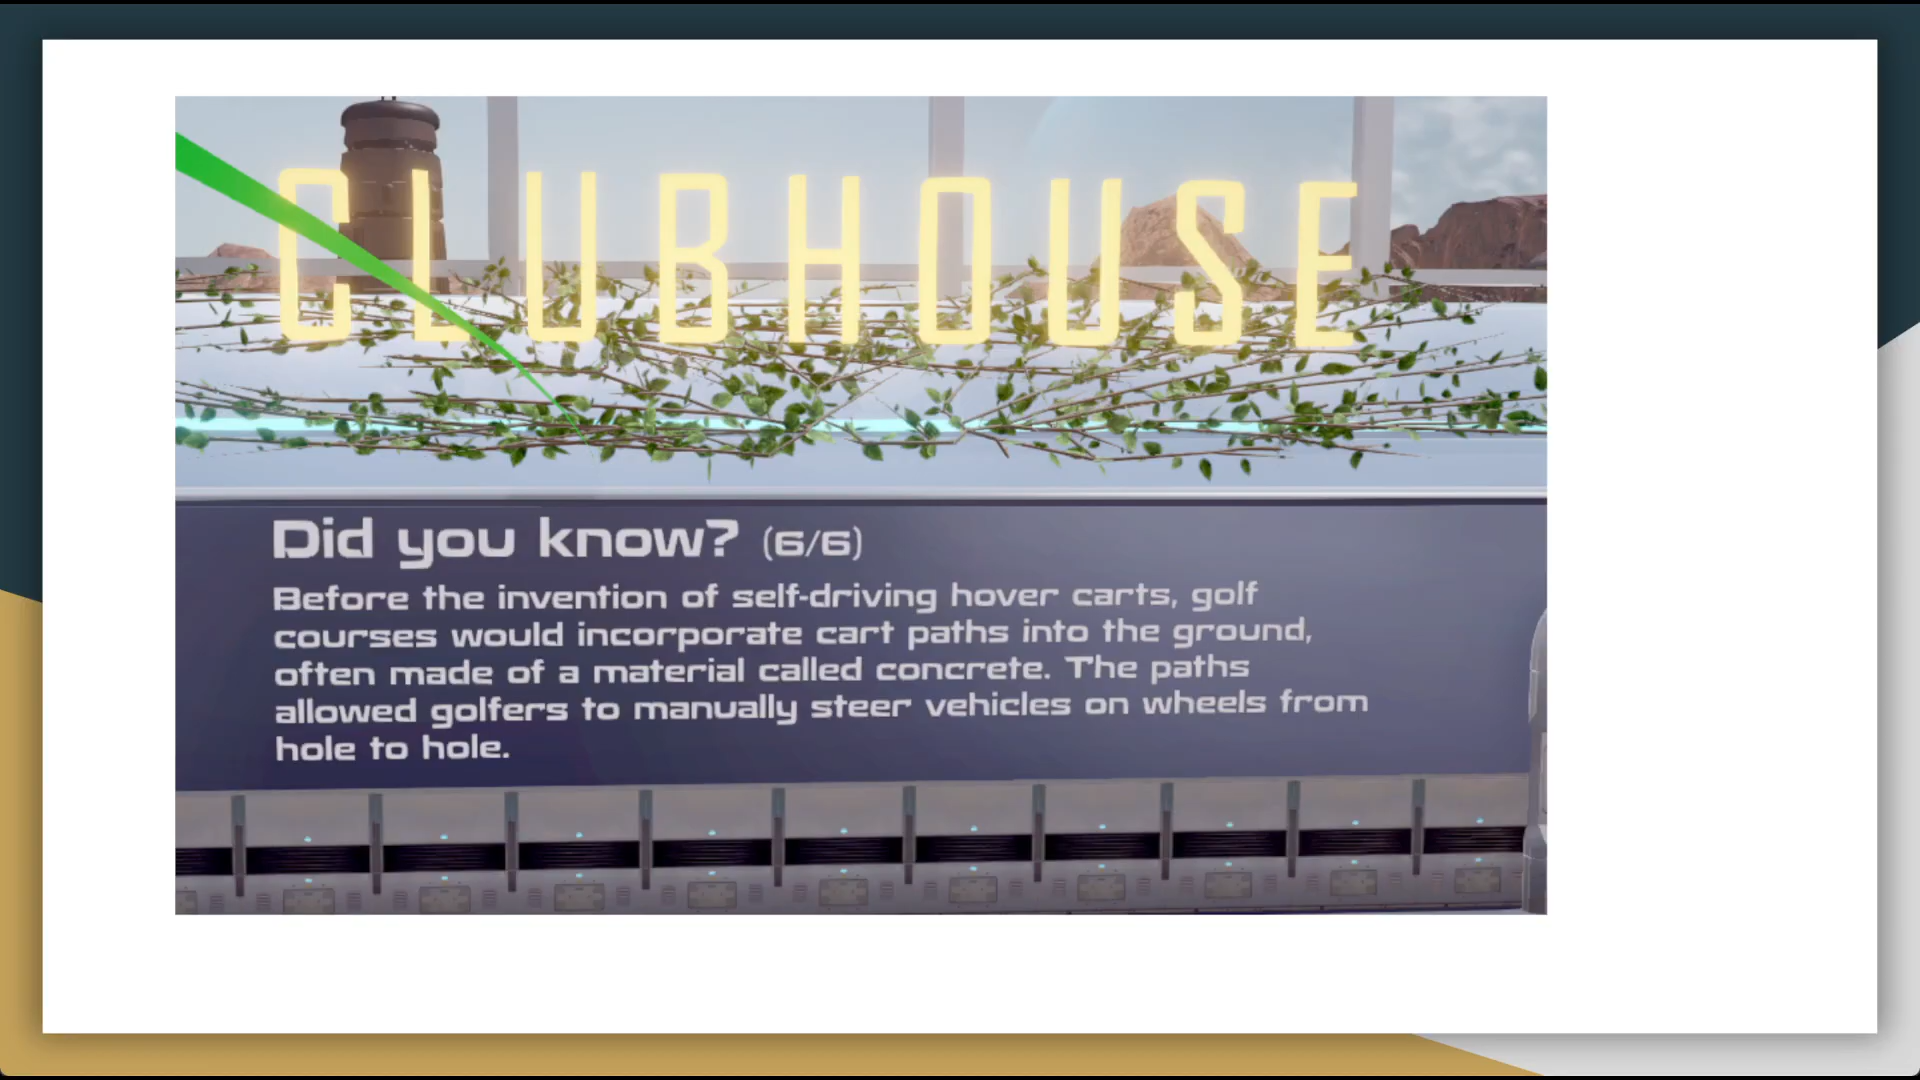 CLUBHOUSE
Did you know? (6/6)
Before the invention of self-driving hover carts, golf
courses would incorporate cart paths into the ground,
often made of a material called concrete. The paths
allowed golfers to manually steer vehicles on wheels from
hole to hole.